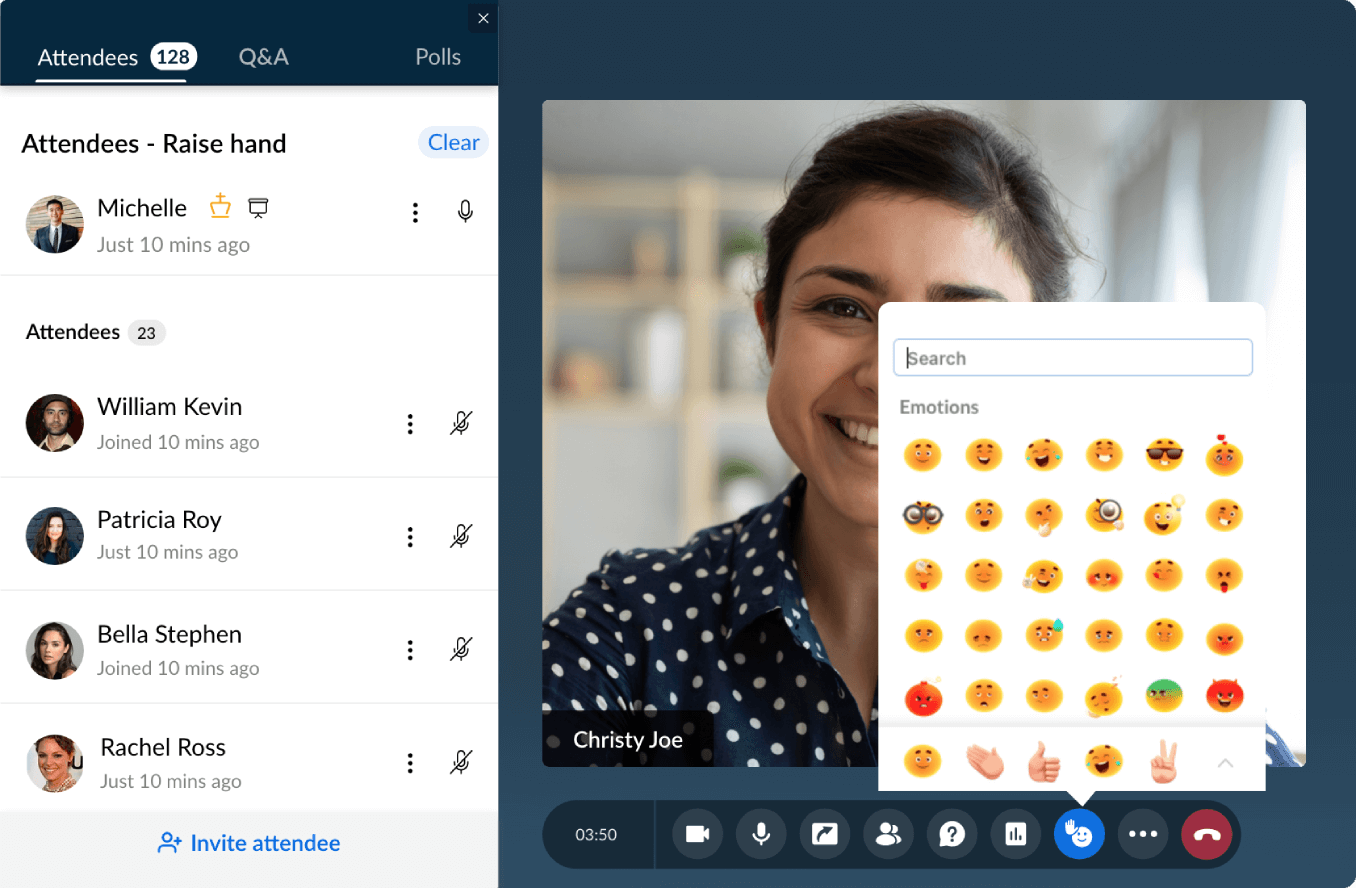 Attendees 128 Q&A Polls
Attendees - Raise hand Clear
Michelle
Just 10 mins ago
Attendees 23
William Kevin
Joined 10 mins ago
Patricia Roy
Just 10 mins ago
Bella Stephen
Joined 10 mins ago
Rachel Ross
Just 10 mins ago
Invite attendee
Search
Emotions
Christy Joe
03:50